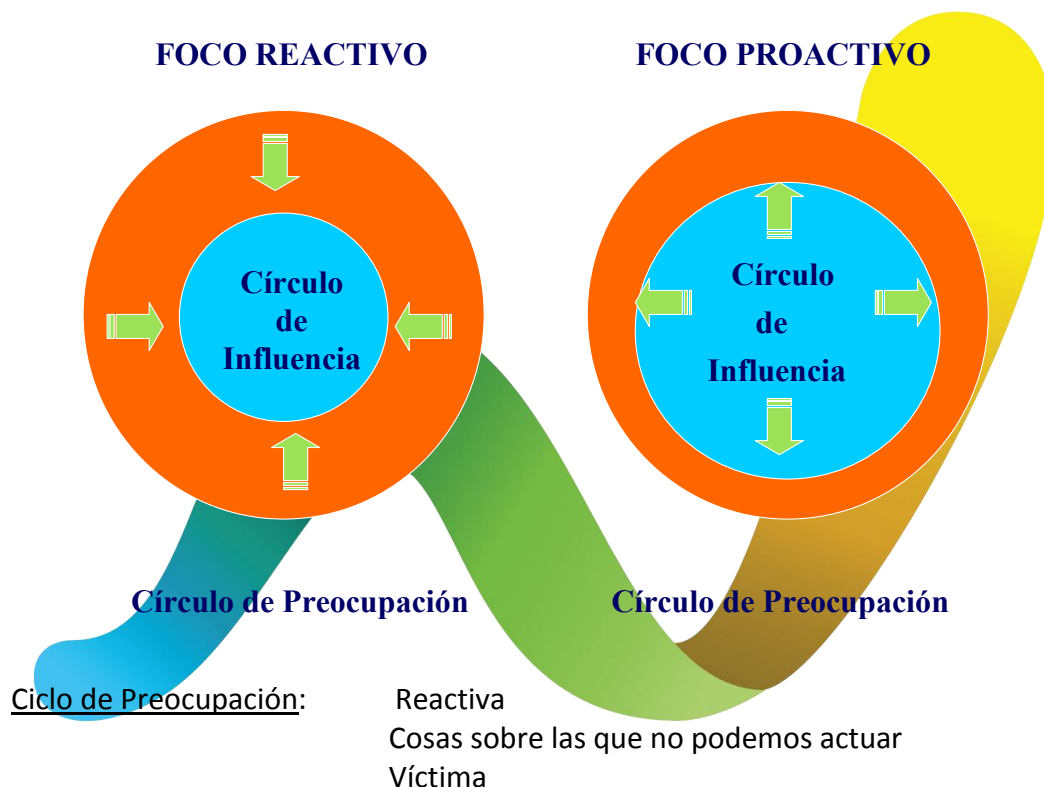 FOCO REACTIVO
FOCO PROACTIVO
Círculo
de
Influencia
Círculo
de
Influencia
Círculo de Preocupación
Círculo de Preocupación
Ciclo de Preocupación: Reactiva
Cosas sobre las que no podemos actuar
Víctima